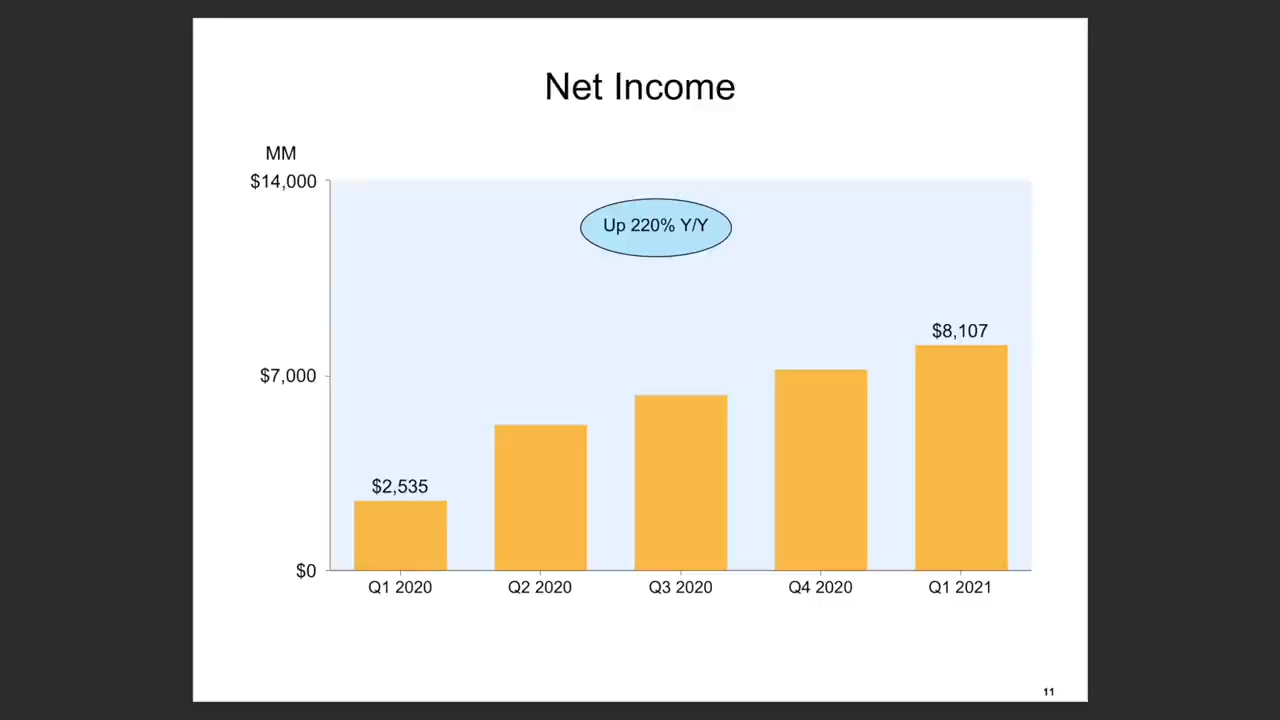 Net Income
MM
$14,000
Up 220% Y/Y
$8,107
$7,000
$2,535
$0
Q1 2020 Q2 2020 Q3 2020 Q4 2020 Q1 2021
11